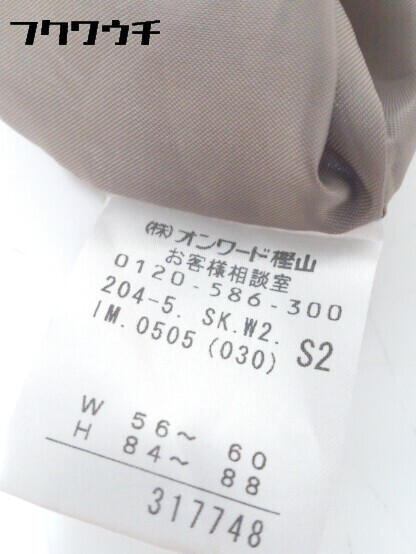 フクワウチ
(株)オンワード樫山
お客様相談室
0120-586-300
204-5. SK.W2. S2
IM.0505(030)
W 56～ 60
H 84～ 88
317748